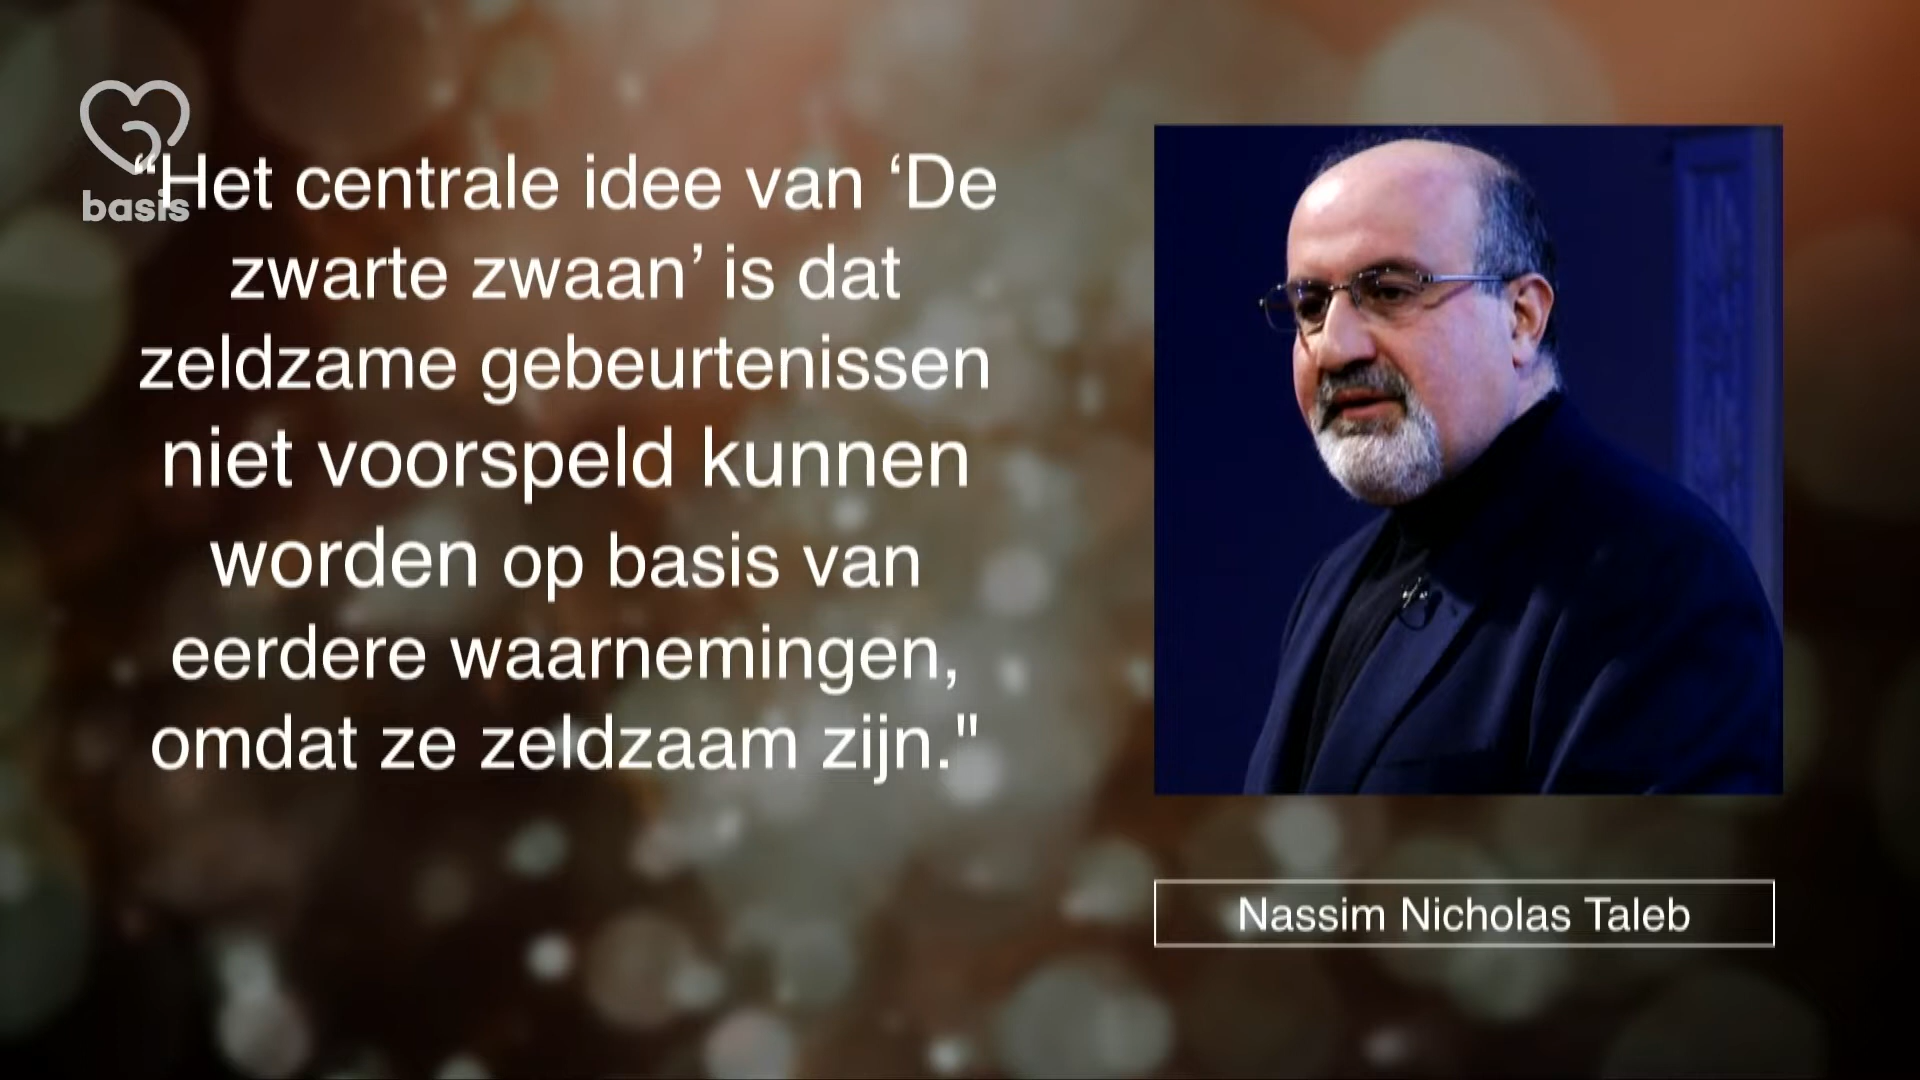 basis
“Het centrale idee van ‘De
zwarte zwaan’ is dat
zeldzame gebeurtenissen
niet voorspeld kunnen
worden op basis van
eerdere waarnemingen,
omdat ze zeldzaam zijn."
Nassim Nicholas Taleb